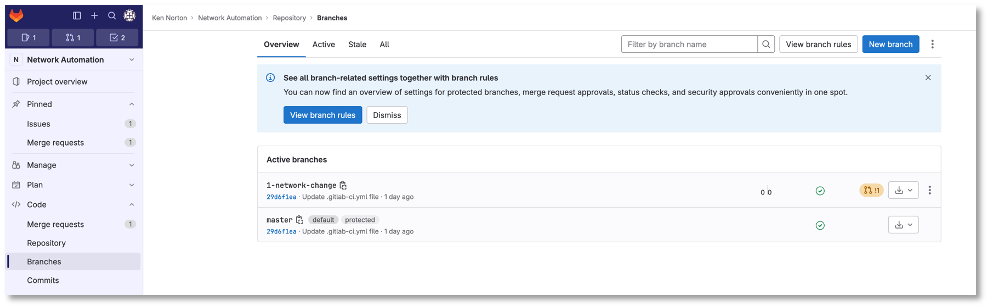 Ken Norton > Network Automation > Repository > Branches
1 1 2
N Network Automation
Project overview
Pinned
Issues 1
Merge requests 1
Manage
Plan
Code
Merge requests 1
Repository
Branches
Commits
Overview Active Stale All
Filter by branch name
View branch rules
New branch
See all branch-related settings together with branch rules
You can now find an overview of settings for protected branches, merge request approvals, status checks, and security approvals conveniently in one spot.
View branch rules Dismiss
Active branches
1-network-change
29d6f1ea · Update .gitlab-ci.yml file · 1 day ago
0 0
!1
master default protected
29d6f1ea · Update .gitlab-ci.yml file · 1 day ago